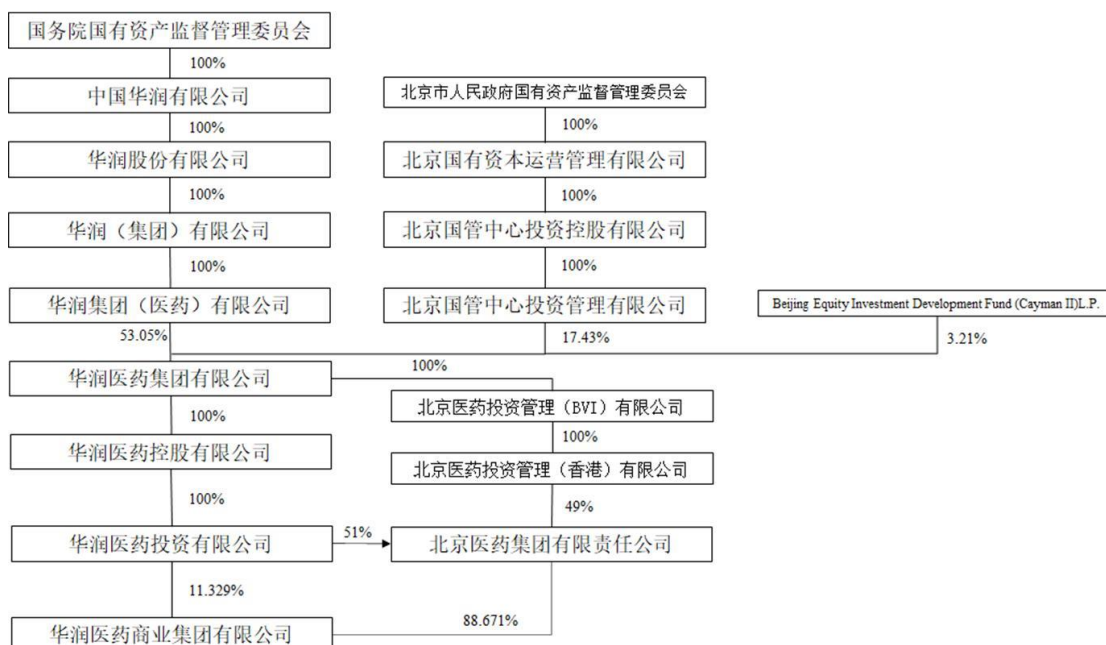 国务院国有资产监督管理委员会
100%
中国华润有限公司
北京市人民政府国有资产监督管理委员会
100%
100%
华润股份有限公司
北京国有资本运营管理有限公司
100%
100%
华润（集团）有限公司
北京国管中心投资控股有限公司
100%
100%
华润集团（医药）有限公司
北京国管中心投资管理有限公司
Beijing Equity Investment Development Fund (Cayman II)L.P.
53.05%
17.43%
3.21%
华润医药集团有限公司
100%
北京医药投资管理（BVI）有限公司
100%
100%
华润医药控股有限公司
北京医药投资管理（香港）有限公司
100%
49%
华润医药投资有限公司
51%
北京医药集团有限责任公司
11.329%
88.671%
华润医药商业集团有限公司